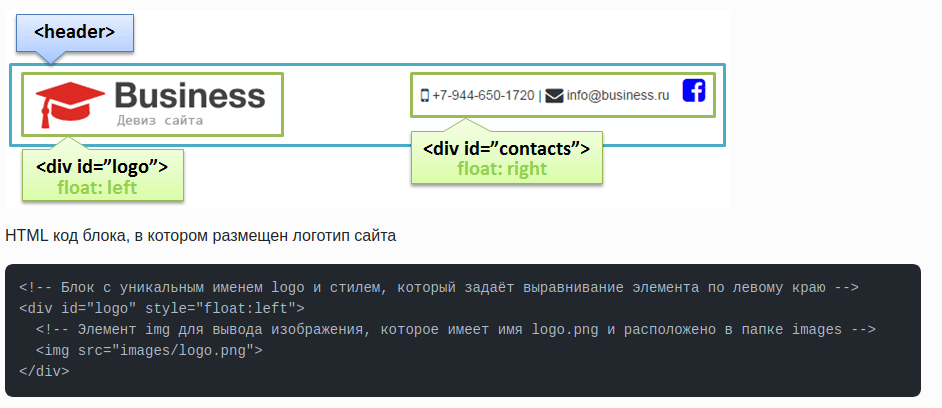 <header>
Business
Девиз сайта
+7-944-650-1720 | info@business.ru
<div id=”logo”>
float: left
<div id=”contacts”>
float: right
HTML код блока, в котором размещен логотип сайта
<!-- Блок с уникальным именем logo и стилем, который задаёт выравнивание элемента по левому краю -->
<div id="logo" style="float:left">
  <!-- Элемент img для вывода изображения, которое имеет имя logo.png и расположено в папке images -->
  <img src="images/logo.png">
</div>